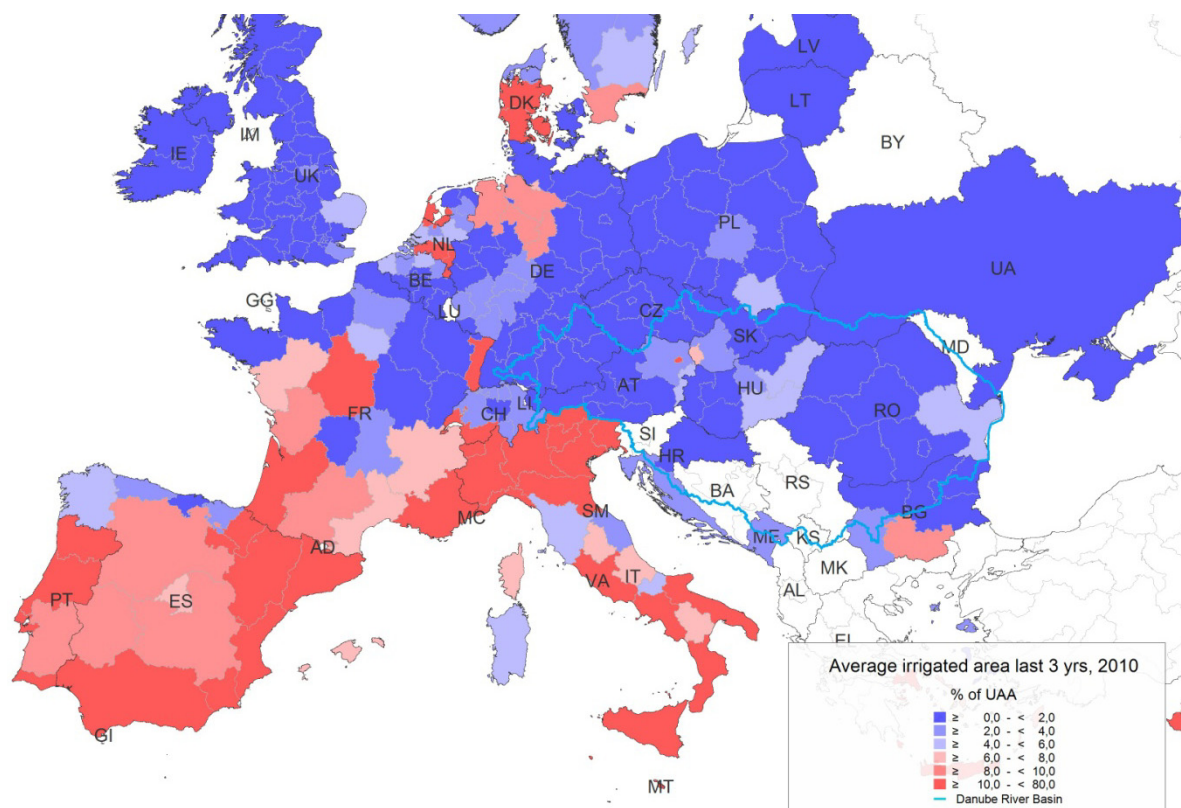 LV
DK
LT
IM
BY
IE
UK
PL
NL
DE
UA
BE
GG
LU
CZ
SK
MD
AT
HU
LI
CH
FR
RO
SI
HR
BA
RS
SM
BG
MC
ME
KS
AD
VA
IT
MK
AL
PT
ES
EL
GI
MT
Average irrigated area last 3 yrs, 2010
% of UAA
≥ 0,0 - < 2,0
≥ 2,0 - < 4,0
≥ 4,0 - < 6,0
≥ 6,0 - < 8,0
≥ 8,0 - < 10,0
≥ 10,0 - < 80,0
Danube River Basin